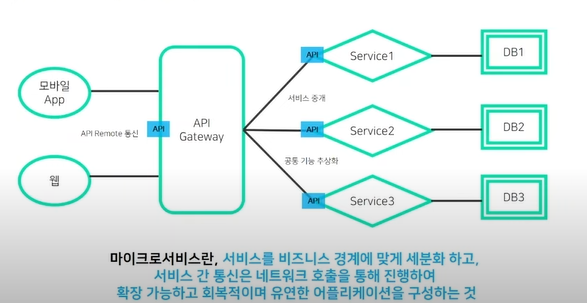 모바일
App
웹
API Remote 통신
API
API
Gateway
API
서비스 중개
API
공통 기능 추상화
API
Service1
Service2
Service3
DB1
DB2
DB3
마이크로서비스란, 서비스를 비즈니스 경계에 맞게 세분화 하고,
서비스 간 통신은 네트워크 호출을 통해 진행하여
확장 가능하고 회복적이며 유연한 어플리케이션을 구성하는 것